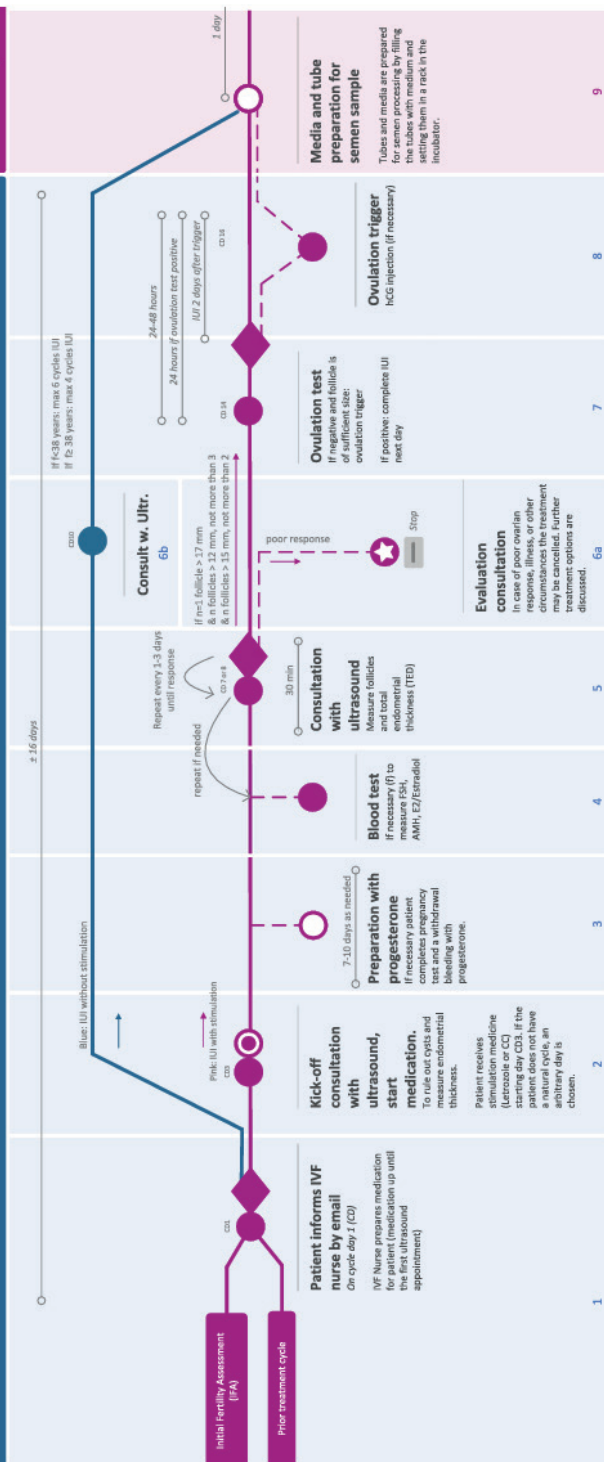 Initial Fertility Assessment
(IFA)
Prior treatment cycle
± 16 days
Blue: IUI without stimulation
Pink: IUI with stimulation
If f<38 years: max 6 cycles IUI
If f≥ 38 years: max 4 cycles IUI
CD1
Patient informs IVF
nurse by email
On cycle day 1 (CD)
IVF Nurse prepares medication
for patient (medication up until
the first ultrasound
appointment)
1
CD3
Kick-off
consultation
with
ultrasound,
start
medication.
To rule out cysts and
measure endometrial
thickness.
Patient receives
stimulation medicine
(Letrozole or CC)
starting day CD3. If the
patient does not have
a natural cycle, an
arbitrary day is
chosen.
2
7-10 days as needed
Preparation with
progesterone
If necessary patient
completes pregnancy
test and a withdrawal
bleeding with
progesterone.
3
repeat if needed
Blood test
If necessary (f) to
measure FSH,
AMH, E2/Estradiol
4
Repeat every 1-3 days
until response
CD 7 or 8
30 min
Consultation
with
ultrasound
Measure follicles
and total
endometrial
thickness (TED)
5
CD10
Consult w. Ultr.
6b
if n=1 follicle > 17 mm
& n follicles > 12 mm, not more than 3
& n follicles > 15 mm, not more than 2
poor response
Stop
Evaluation
consultation
In case of poor ovarian
response, illness, or other
circumstances the treatment
may be cancelled. Further
treatment options are
discussed.
6a
24-48 hours
24 hours if ovulation test positive
IUI 2 days after trigger
CD 14
Ovulation test
If negative and follicle is
of sufficient size:
ovulation trigger
If positive: complete IUI
next day
7
CD 16
Ovulation trigger
hCG injection (if necessary)
8
1 day
Media and tube
preparation for
semen sample
Tubes and media are prepared
for semen processing by filling
the tubes with medium and
setting them in a rack in the
incubator.
9